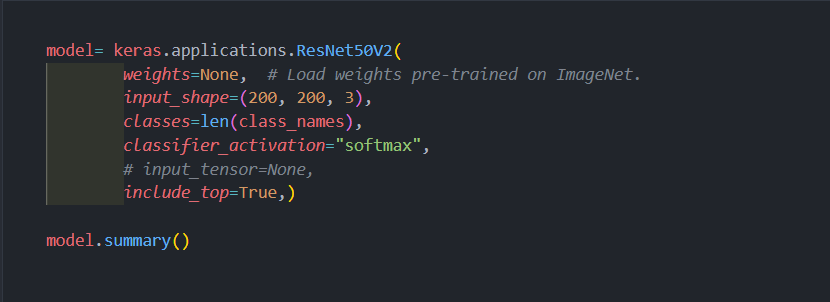 model= keras.applications.ResNet50V2(
weights=None,  # Load weights pre-trained on ImageNet.
input_shape=(200, 200, 3),
classes=len(class_names),
classifier_activation="softmax",
# input_tensor=None,
include_top=True,)
model.summary()